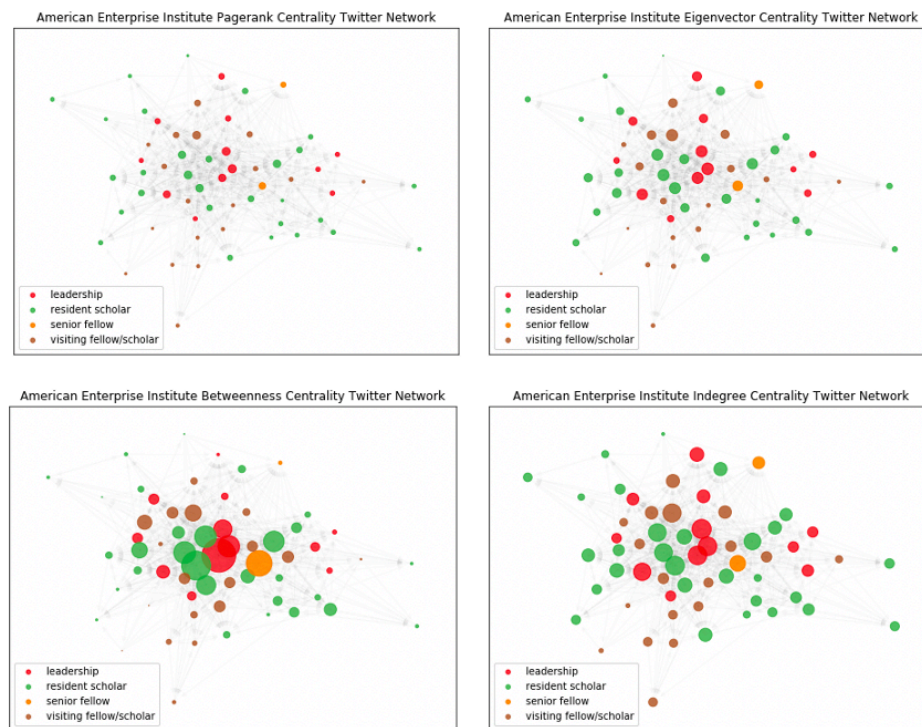 American Enterprise Institute Pagerank Centrality Twitter Network
leadership
resident scholar
senior fellow
visiting fellow/scholar
American Enterprise Institute Eigenvector Centrality Twitter Network
leadership
resident scholar
senior fellow
visiting fellow/scholar
American Enterprise Institute Betweenness Centrality Twitter Network
leadership
resident scholar
senior fellow
visiting fellow/scholar
American Enterprise Institute Indegree Centrality Twitter Network
leadership
resident scholar
senior fellow
visiting fellow/scholar